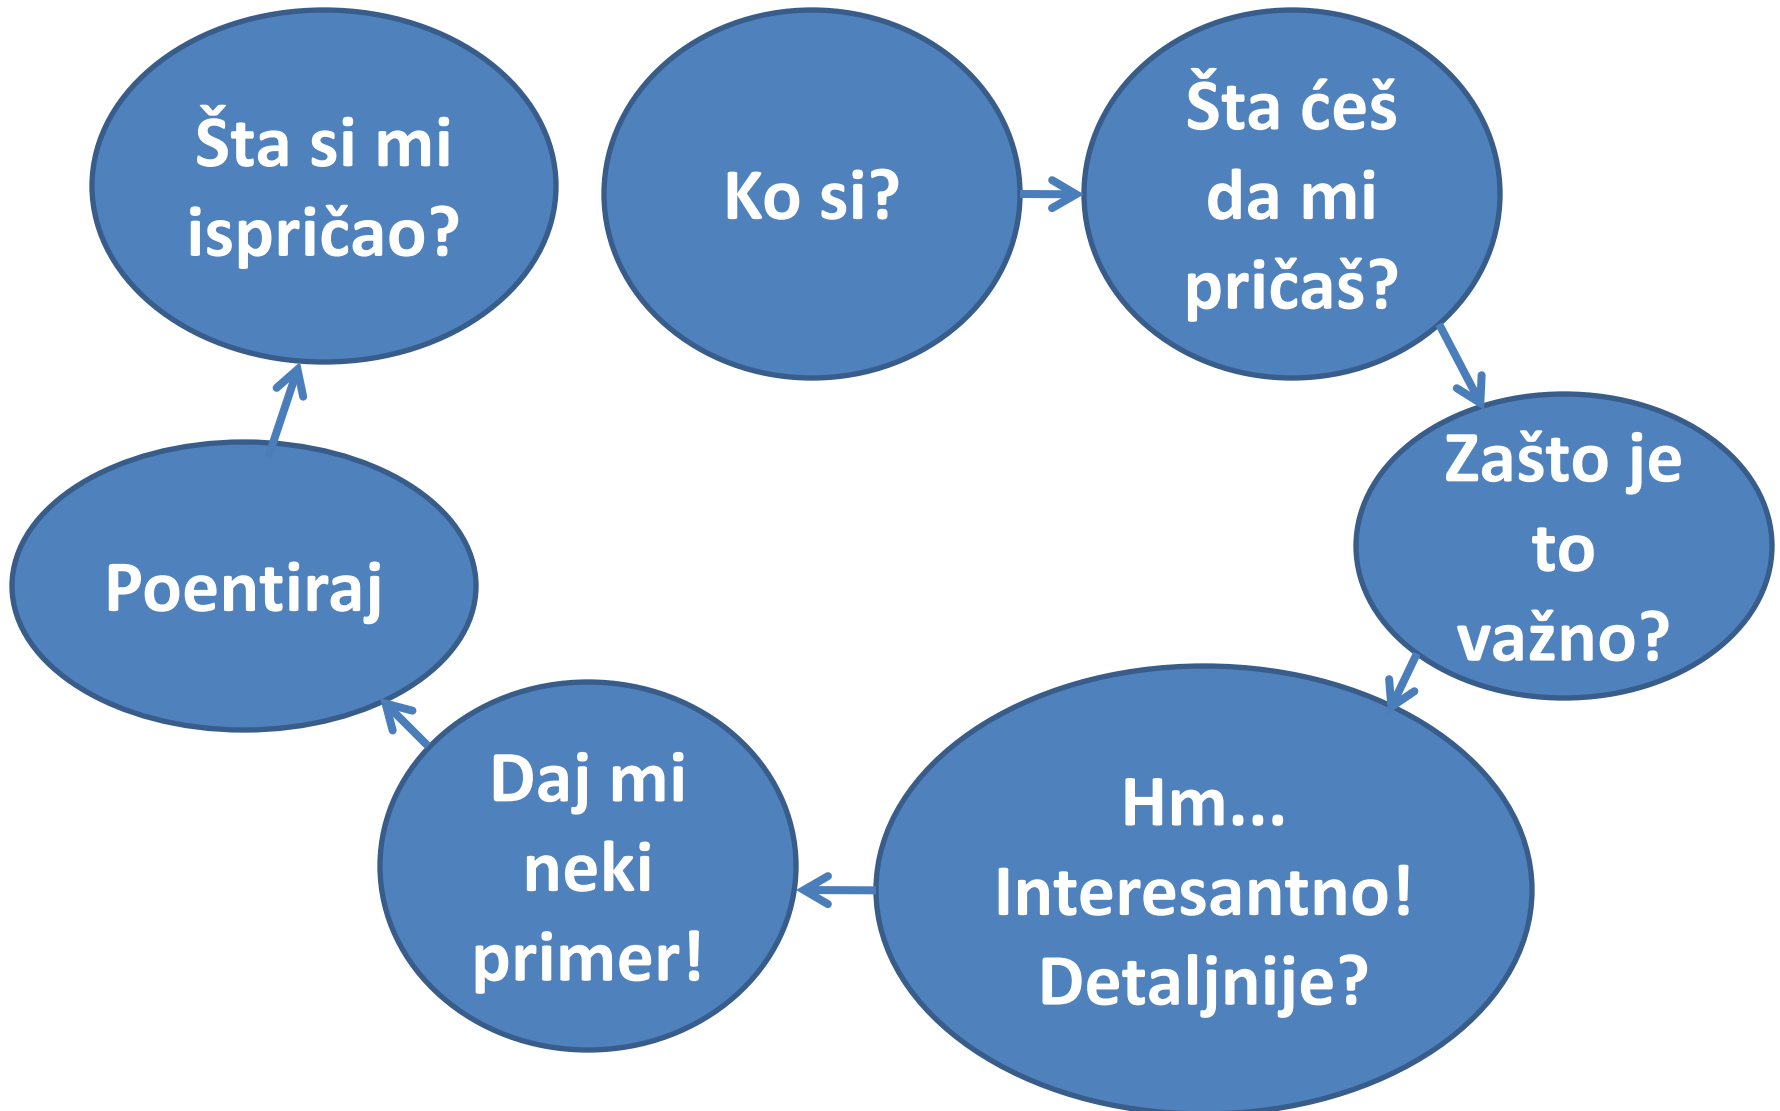 Ko si?
Šta ćeš
da mi
pričaš?
Zašto je
to
važno?
Hm...
Interesantno!
Detaljnije?
Daj mi
neki
primer!
Poentiraj
Šta si mi
ispričao?